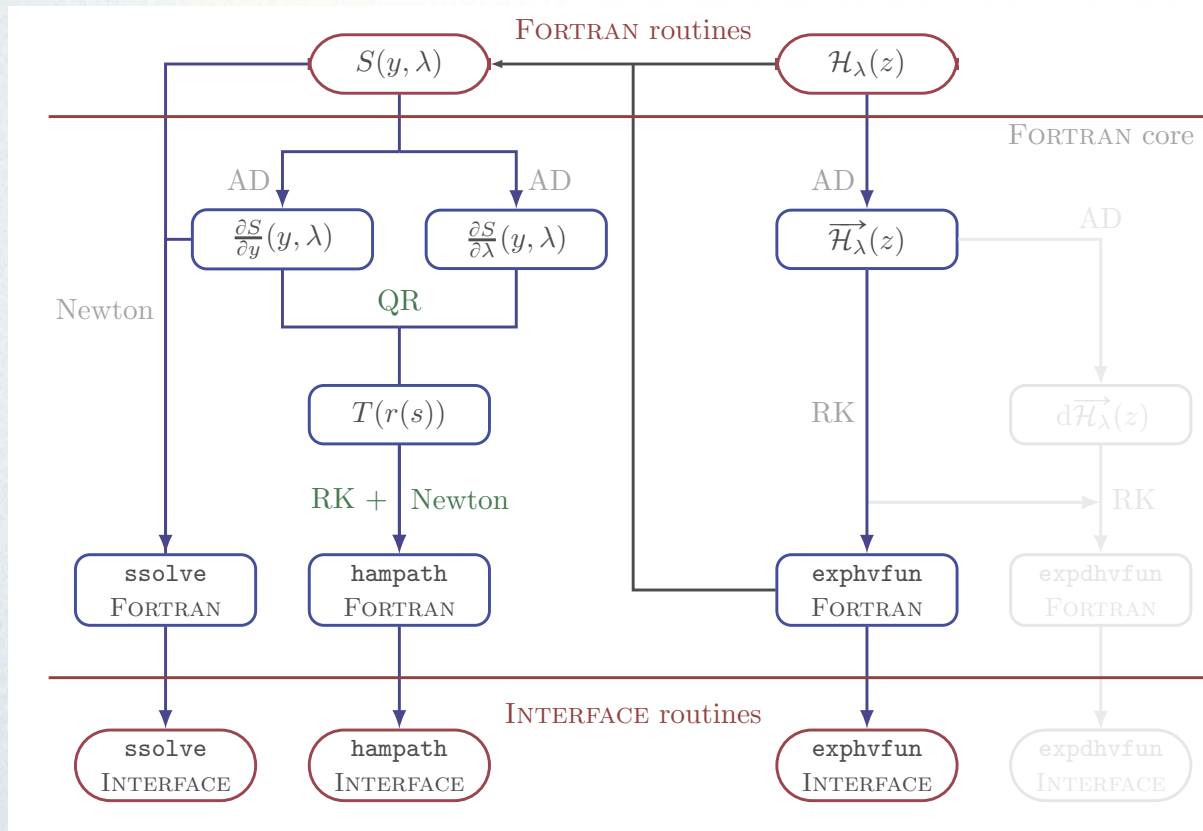 FORTRAN routines
S(y, λ)
ℋ_λ(z)
FORTRAN core
AD
AD
AD
AD
∂S/∂y (y, λ)
∂S/∂λ (y, λ)
→ℋ_λ(z)
Newton
QR
T(r(s))
RK
d→ℋ_λ(z)
RK + Newton
RK
ssolve
FORTRAN
hampath
FORTRAN
exphvfun
FORTRAN
expdhvfun
FORTRAN
INTERFACE routines
ssolve
INTERFACE
hampath
INTERFACE
exphvfun
INTERFACE
expdhvfun
INTERFACE